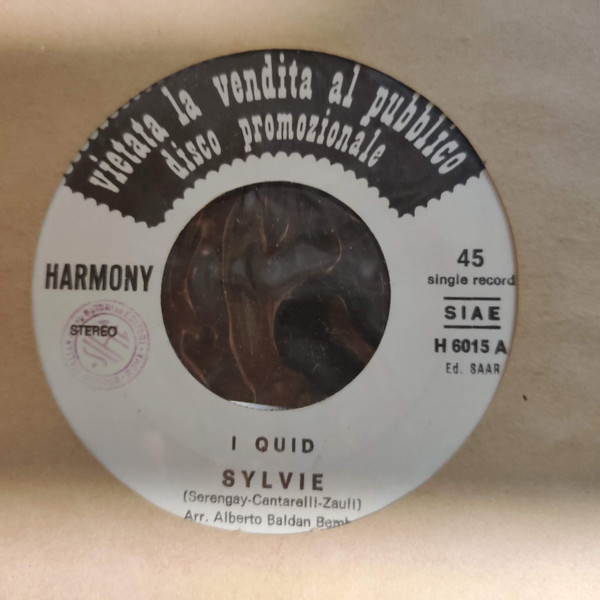 vietata la vendita al pubblico
disco promozionale
HARMONY
45
single record
STEREO
SIAE
H 6015 A
Ed. SAAR
I QUID
SYLVIE
(Serengay-Cantarelli-Zauli)
Arr. Alberto Baldan Bemb